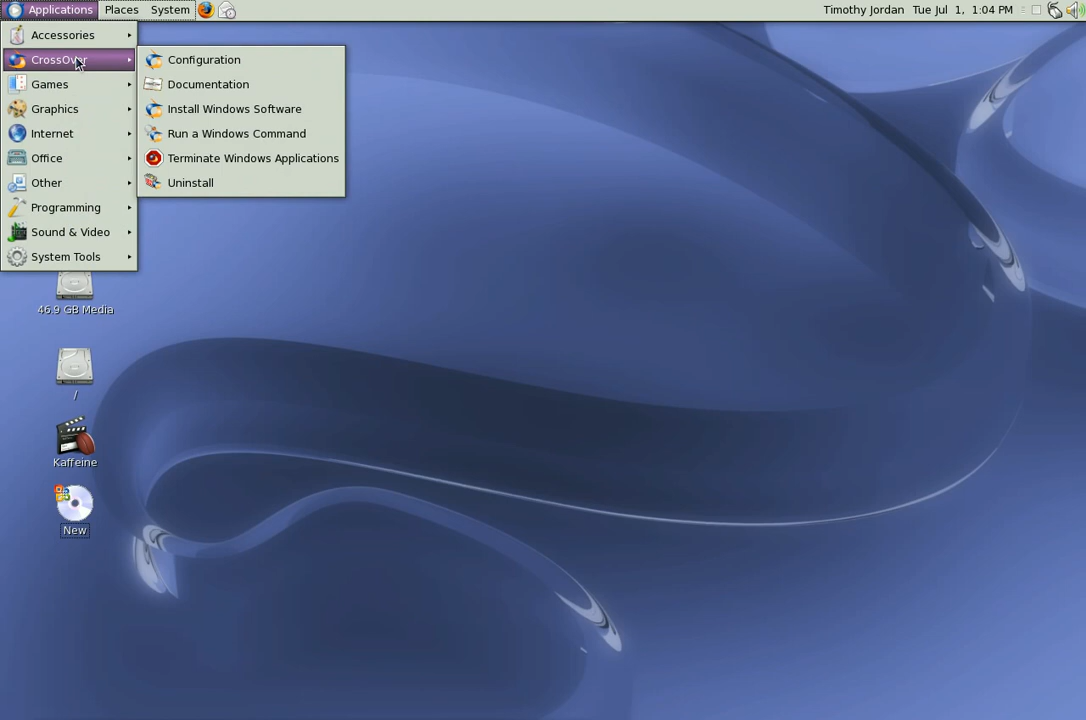 Applications Places System Timothy Jordan Tue Jul 1, 1:04 PM
Accessories
CrossOver
Games
Graphics
Internet
Office
Other
Programming
Sound & Video
System Tools
Configuration
Documentation
Install Windows Software
Run a Windows Command
Terminate Windows Applications
Uninstall
46.9 GB Media
/
Kaffeine
New